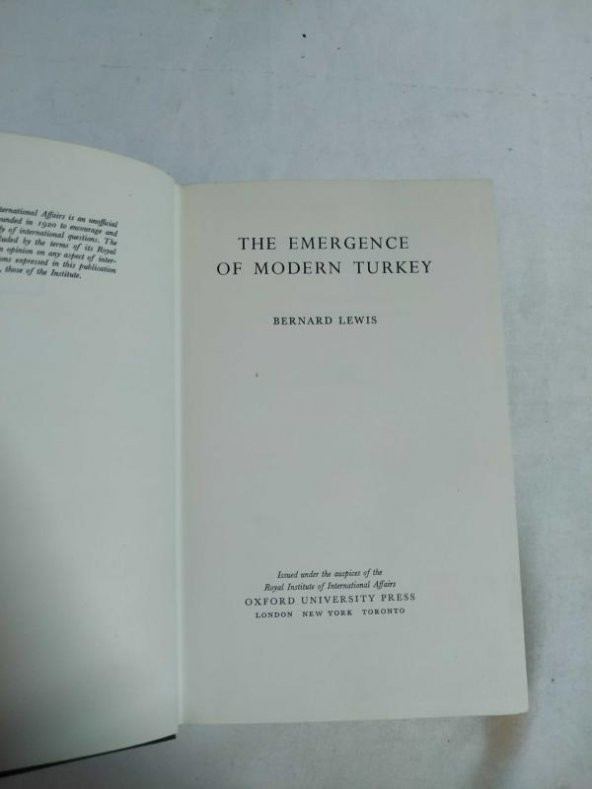 ternational Affairs is an unofficial
ounded in 1920 to encourage and
y of international questions. The
luded by the terms of its Royal
n opinion on any aspect of inter-
ons expressed in this publication
, those of the Institute.
THE EMERGENCE
OF MODERN TURKEY
BERNARD LEWIS
Issued under the auspices of the
Royal Institute of International Affairs
OXFORD UNIVERSITY PRESS
LONDON NEW YORK TORONTO